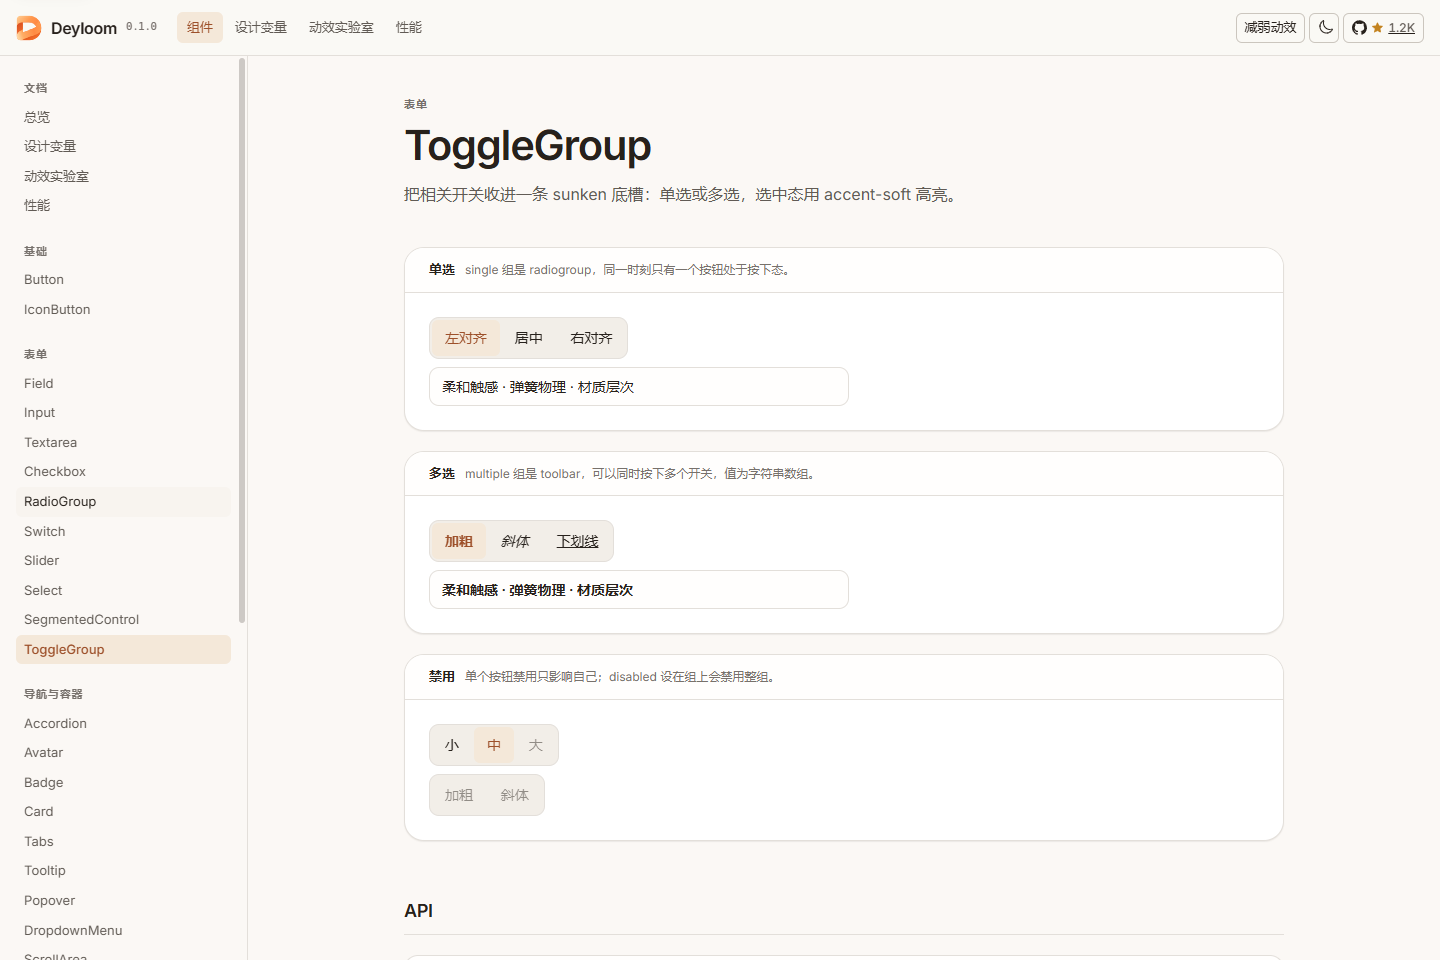 Deyloom 0.1.0 组件 设计变量 动效实验室 性能 减弱动效 1.2K
文档
总览
设计变量
动效实验室
性能
基础
Button
IconButton
表单
Field
Input
Textarea
Checkbox
RadioGroup
Switch
Slider
Select
SegmentedControl
ToggleGroup
导航与容器
Accordion
Avatar
Badge
Card
Tabs
Tooltip
Popover
DropdownMenu
ScrollArea
表单
ToggleGroup
把相关开关收进一条 sunken 底槽：单选或多选，选中态用 accent-soft 高亮。
单选 single 组是 radiogroup，同一时刻只有一个按钮处于按下态。
左对齐 居中 右对齐
柔和触感 · 弹簧物理 · 材质层次
多选 multiple 组是 toolbar，可以同时按下多个开关，值为字符串数组。
加粗 斜体 下划线
柔和触感 · 弹簧物理 · 材质层次
禁用 单个按钮禁用只影响自己；disabled 设在组上会禁用整组。
小 中 大
加粗 斜体
API